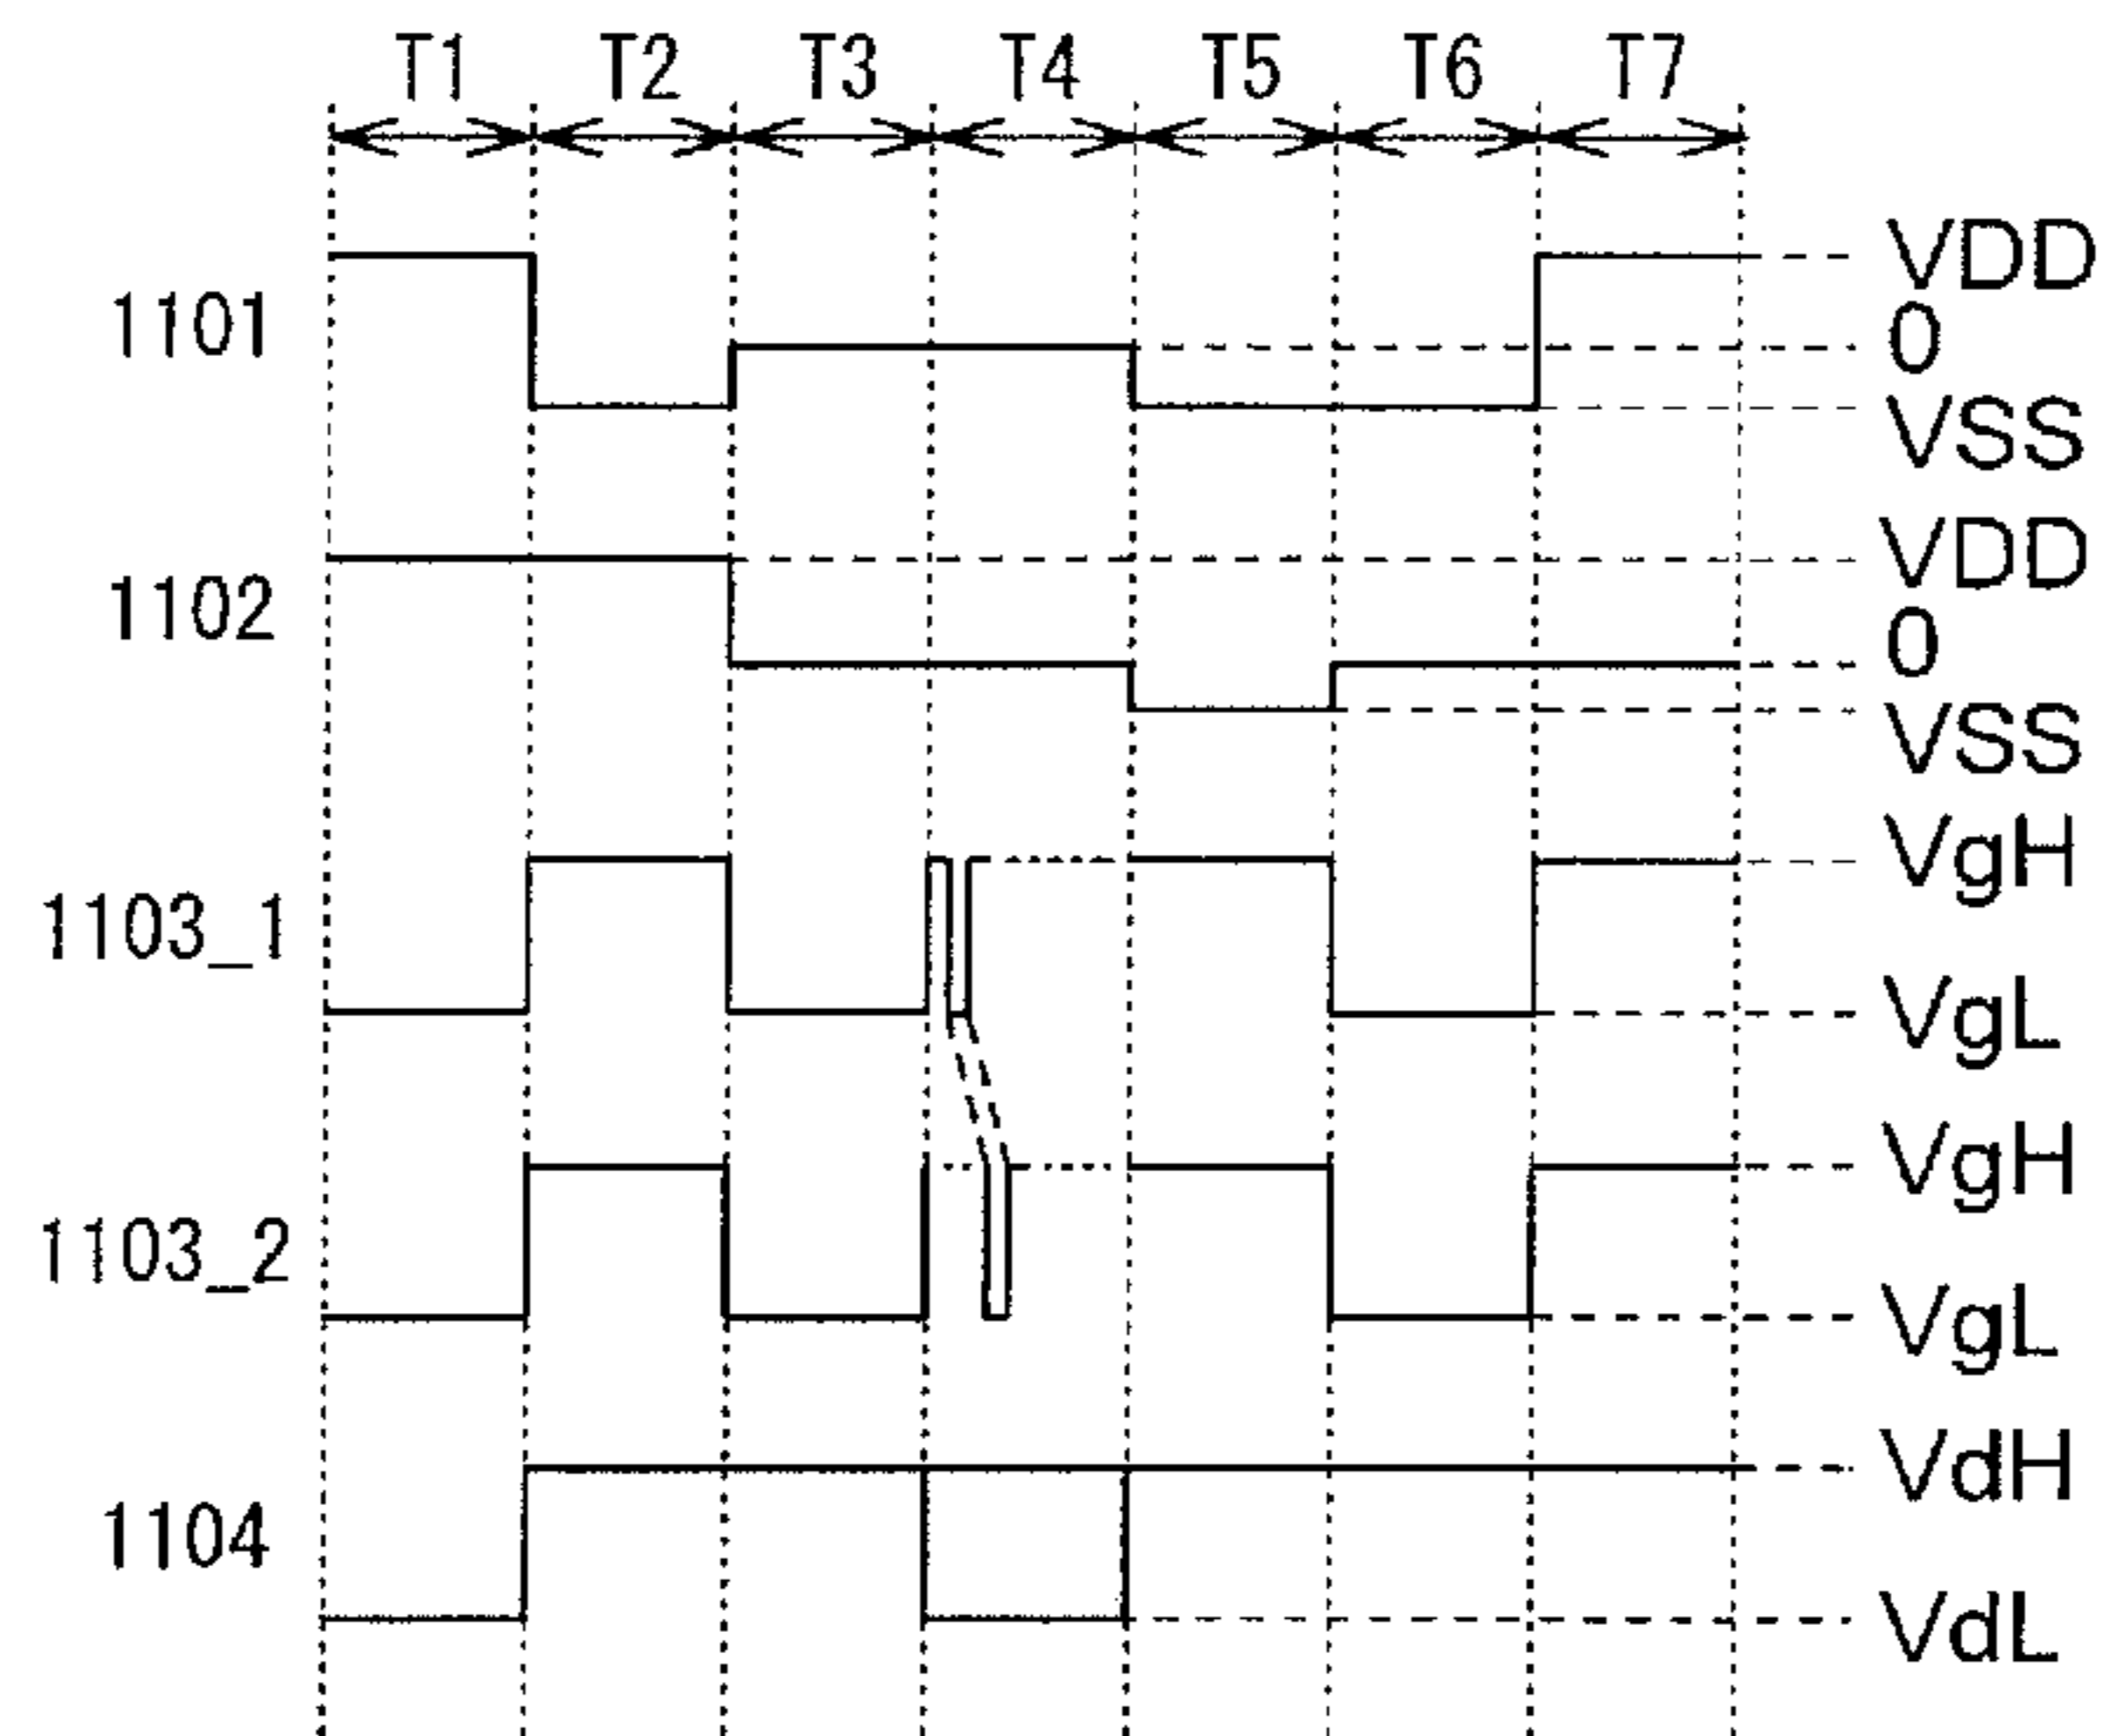 T1 T2 T3 T4 T5 T6 T7
VDD
1101
0
VSS
VDD
1102
0
VSS
VgH
1103_1
VgL
VgH
1103_2
VgL
VdH
1104
VdL